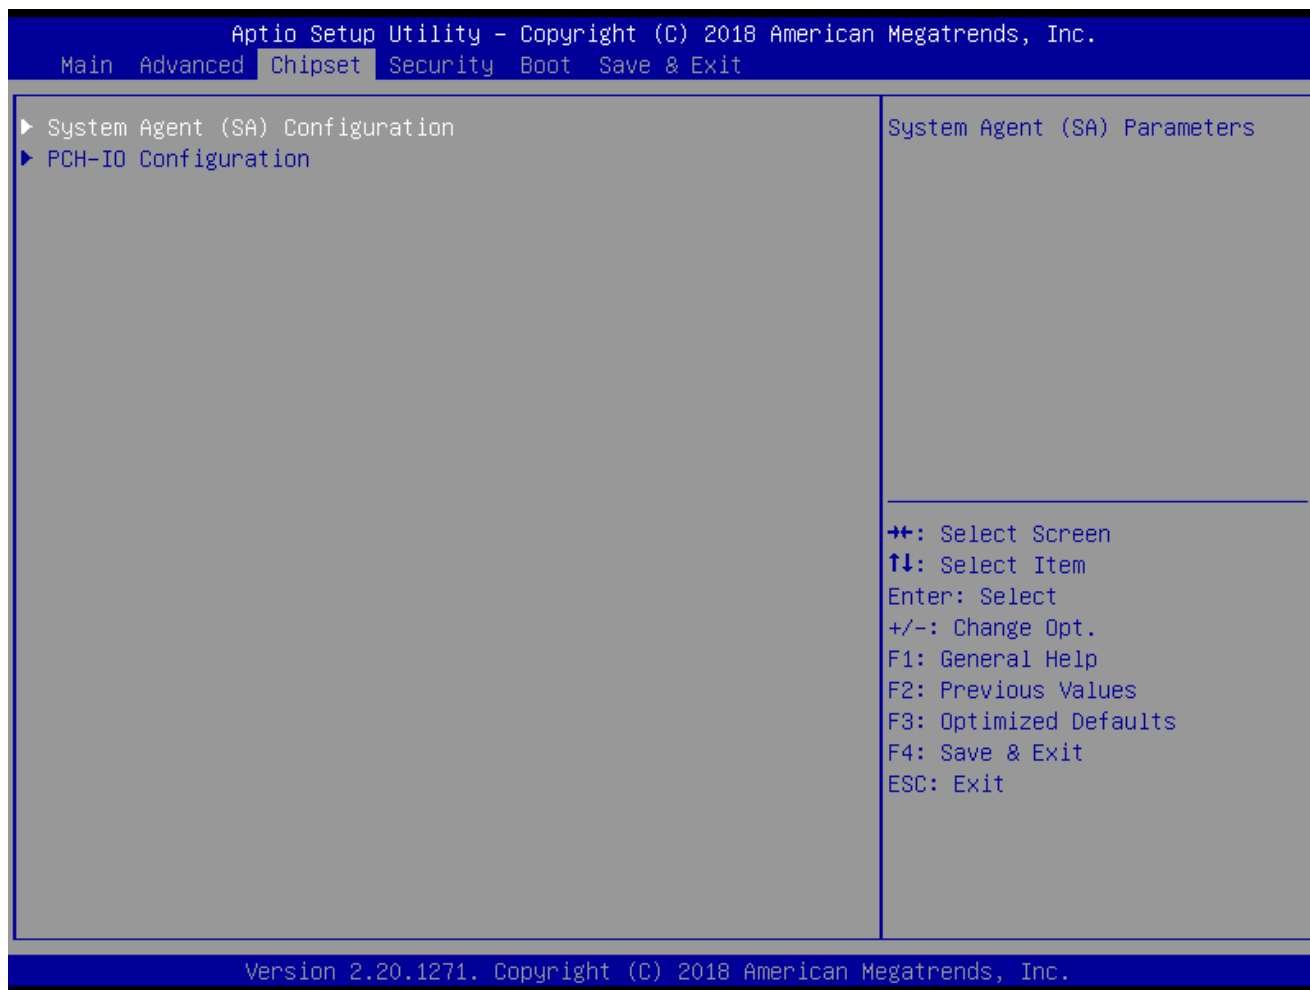 Aptio Setup Utility – Copyright (C) 2018 American Megatrends, Inc.
Main Advanced Chipset Security Boot Save & Exit
▶ System Agent (SA) Configuration
▶ PCH-IO Configuration
System Agent (SA) Parameters
→←: Select Screen
↑↓: Select Item
Enter: Select
+/-: Change Opt.
F1: General Help
F2: Previous Values
F3: Optimized Defaults
F4: Save & Exit
ESC: Exit
Version 2.20.1271. Copyright (C) 2018 American Megatrends, Inc.